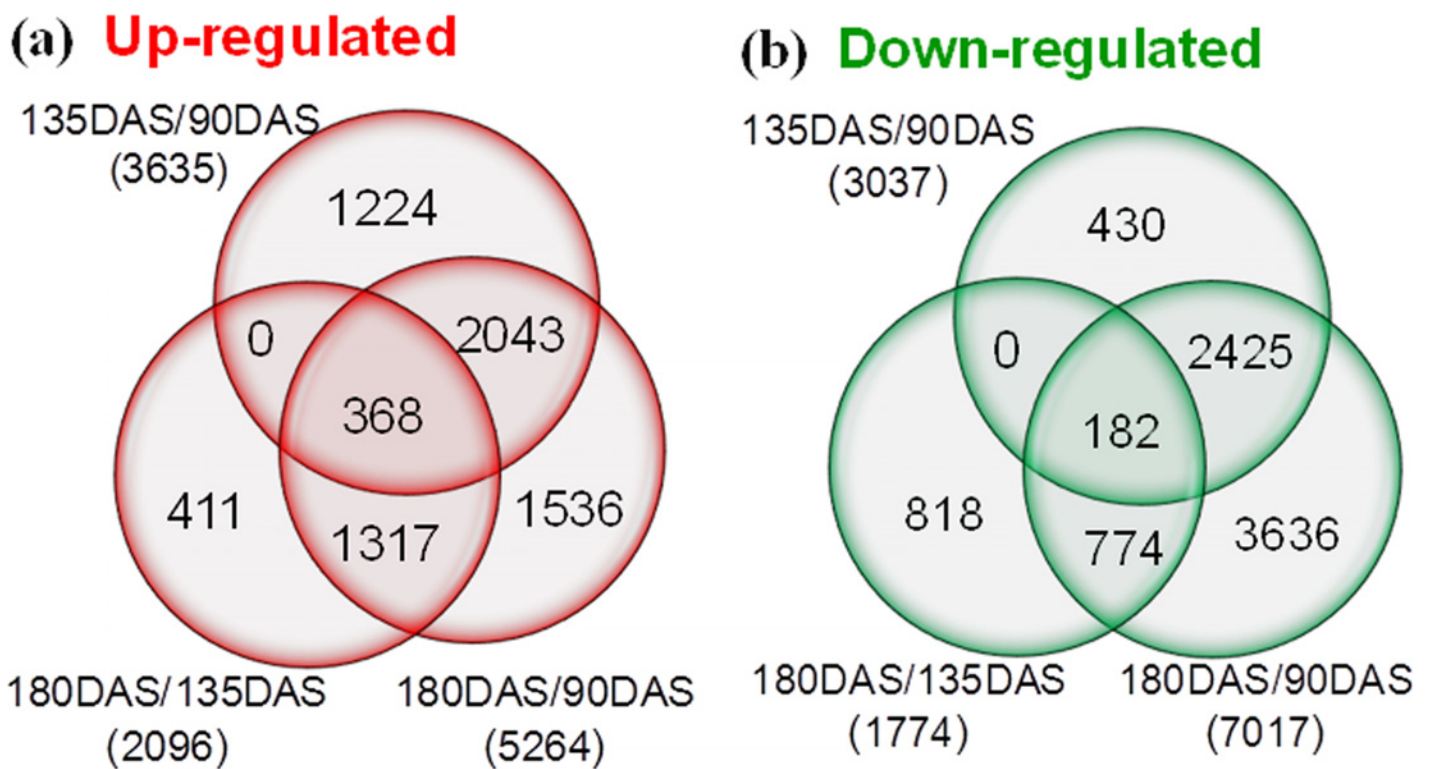 (a) Up-regulated
135DAS/90DAS
(3635)
1224
0
2043
368
411
1317
1536
180DAS/135DAS
(2096)
180DAS/90DAS
(5264)
(b) Down-regulated
135DAS/90DAS
(3037)
430
0
2425
182
818
774
3636
180DAS/135DAS
(1774)
180DAS/90DAS
(7017)